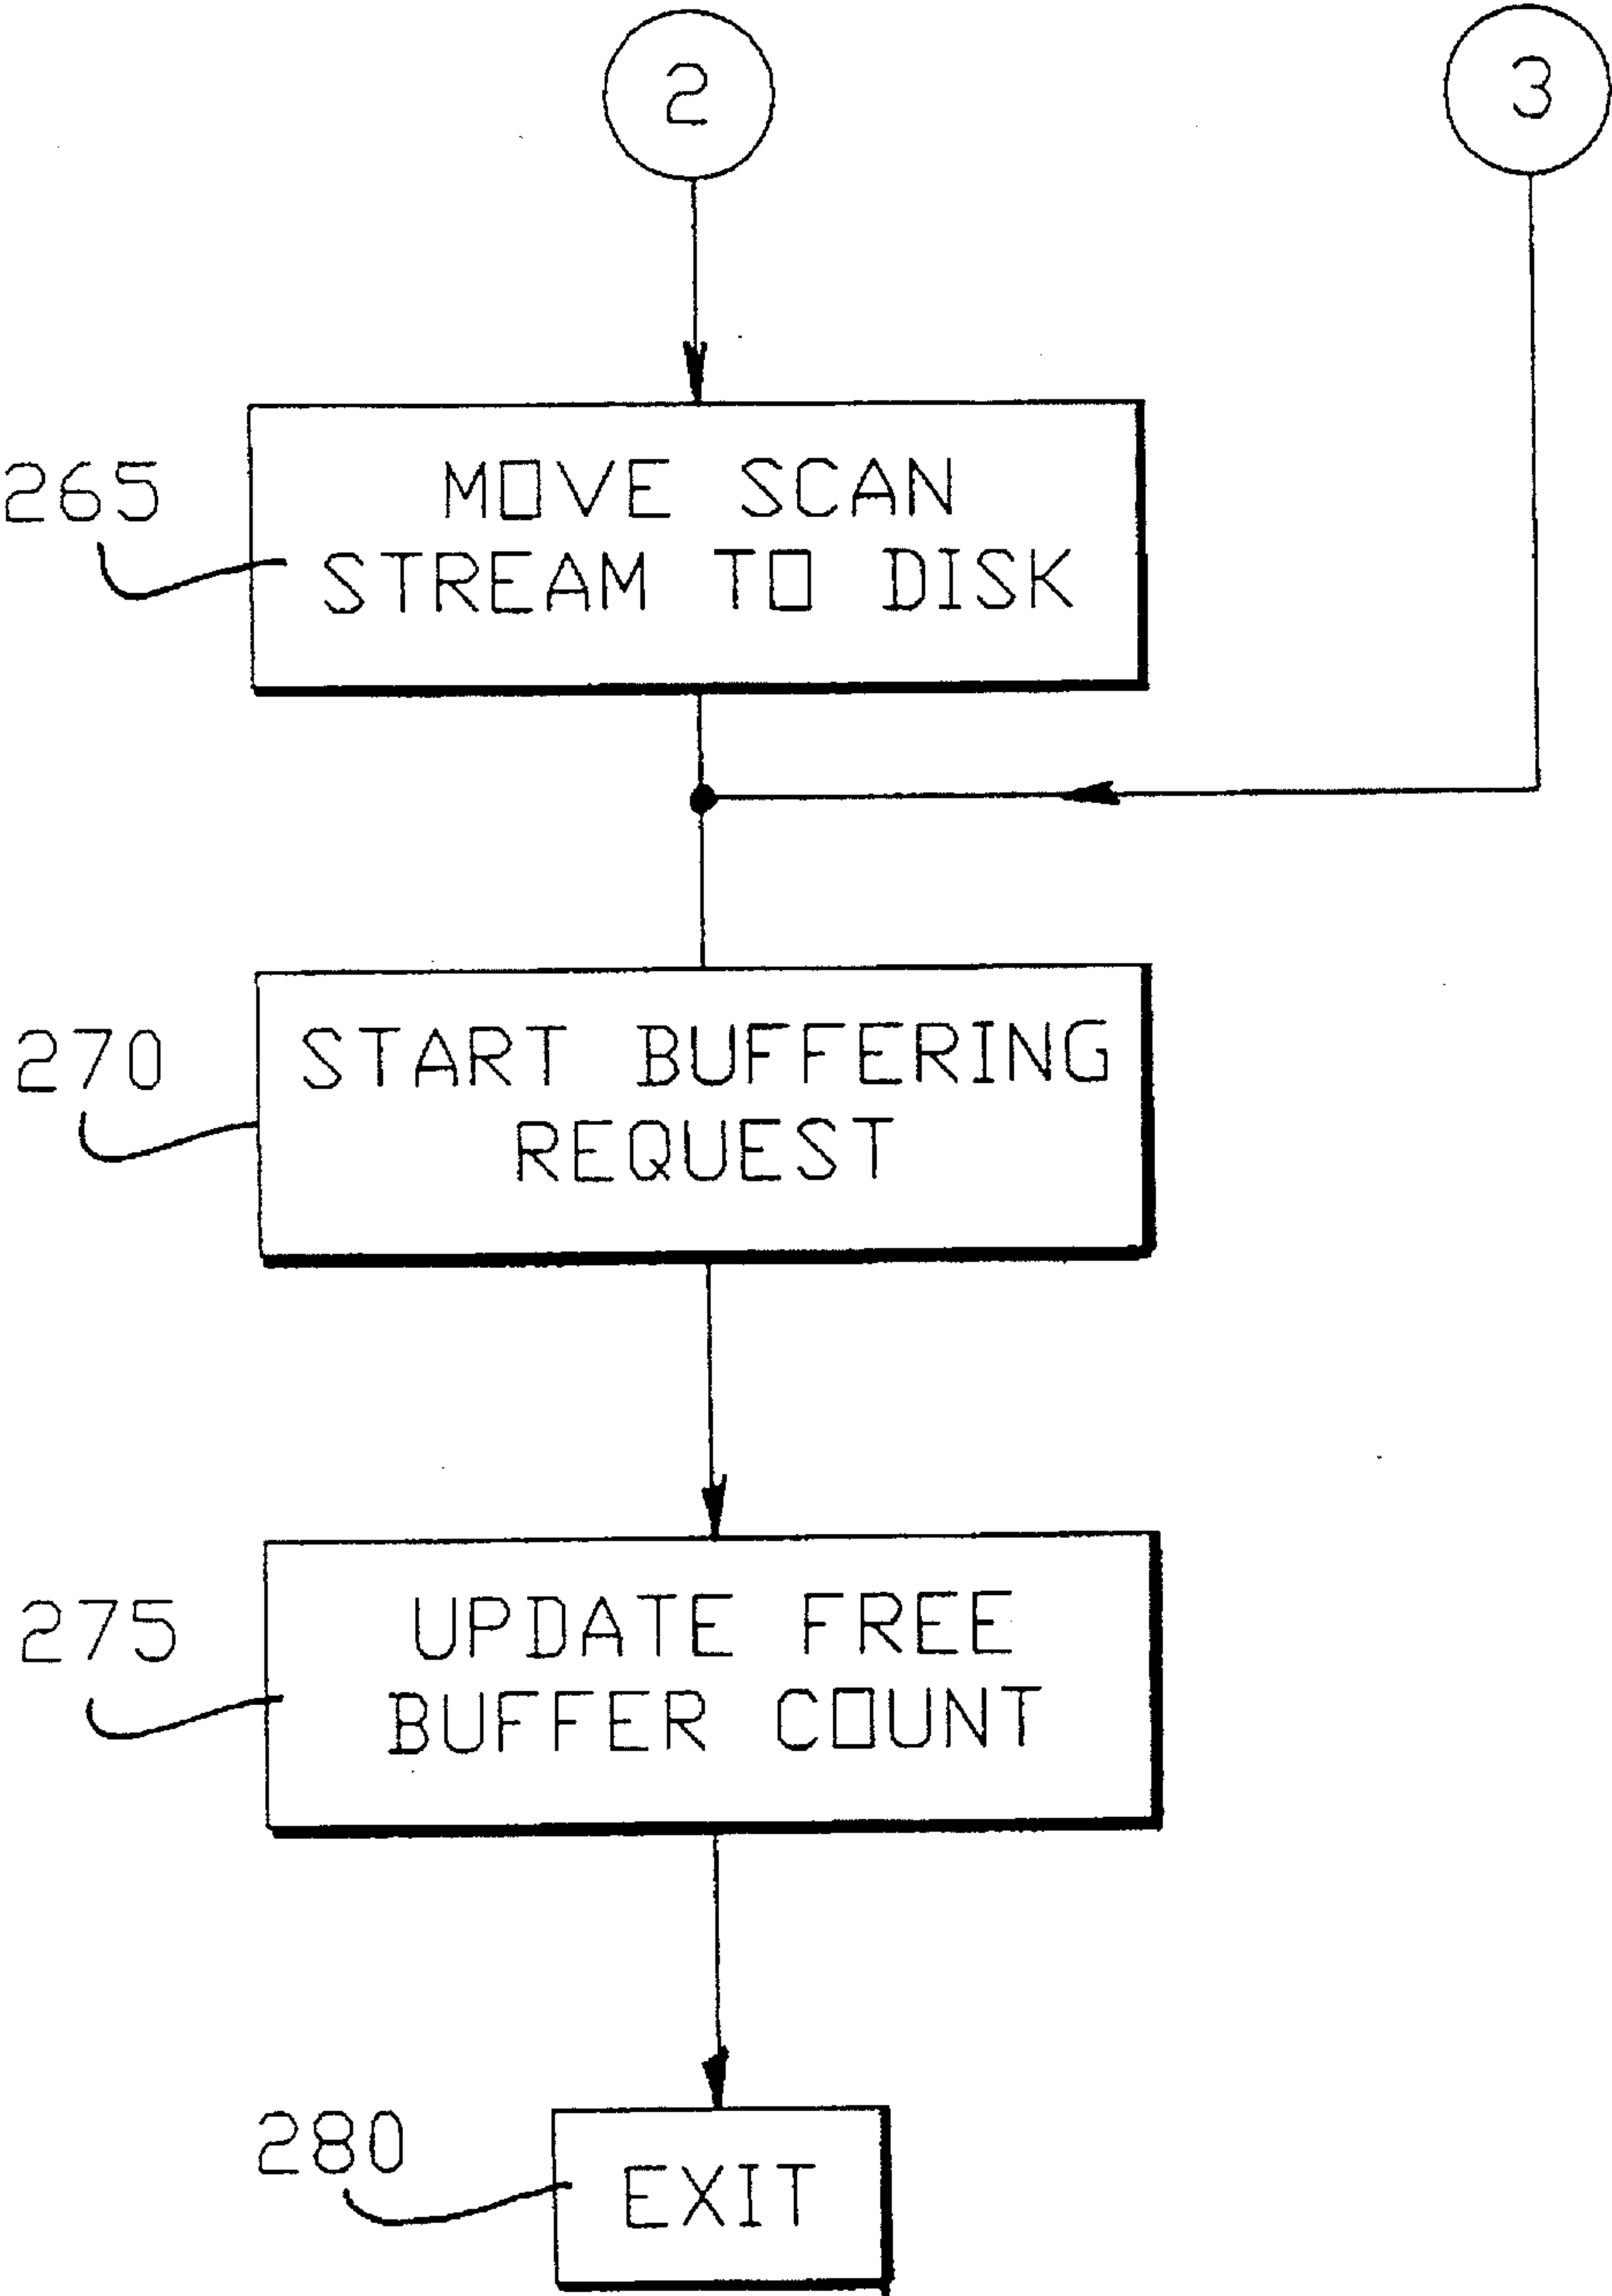 2
3
265
MOVE SCAN
STREAM TO DISK
270
START BUFFERING
REQUEST
275
UPDATE FREE
BUFFER COUNT
280
EXIT